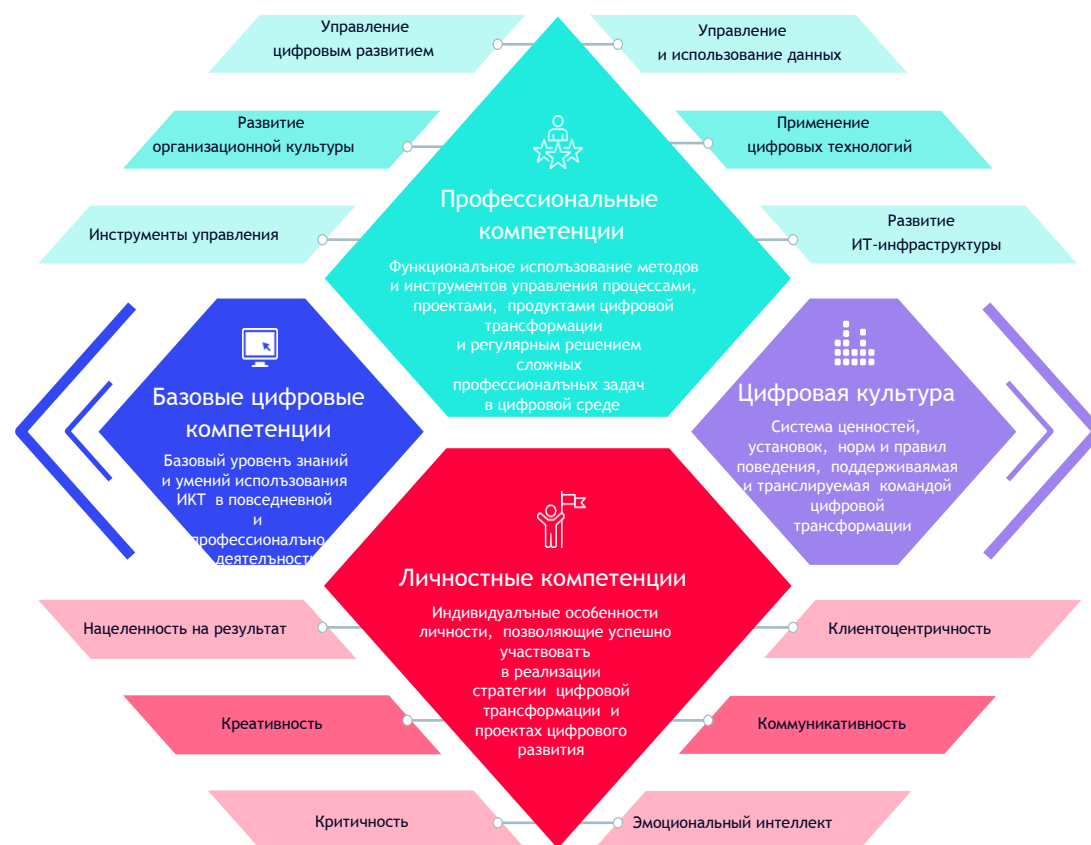 Управление
цифровым развитием
Управление
и использование данных
Развитие
организационной культуры
Применение
цифровых технологий
Инструменты управления
Развитие
ИТ-инфраструктуры
Профессиональные
компетенции
Функционалъное исполъзование методов
и инструментов управления процессами,
проектами, продуктами цифровой
трансформации
и регулярным решением
сложных
профессионалъных задач
в цифровой среде
Базовые цифровые
компетенции
Базовый уровенъ знаний
и умений исполъзования
ИКТ в повседневной
и
профессионалъно
деятелъности
Цифровая культура
Система ценностей,
установок, норм и правил
поведения, поддерживаямая
и транслируемая командой
цифровой
трансформации
Личностные компетенции
Индивидуалъные особенности
личности, позволяющие успешно
участвоватъ
в реализации
стратегии цифровой
трансформации и
проектах цифрового
развития
Нацеленность на результат
Клиентоцентричность
Креативность
Коммуникативность
Критичность
Эмоциональный интеллект